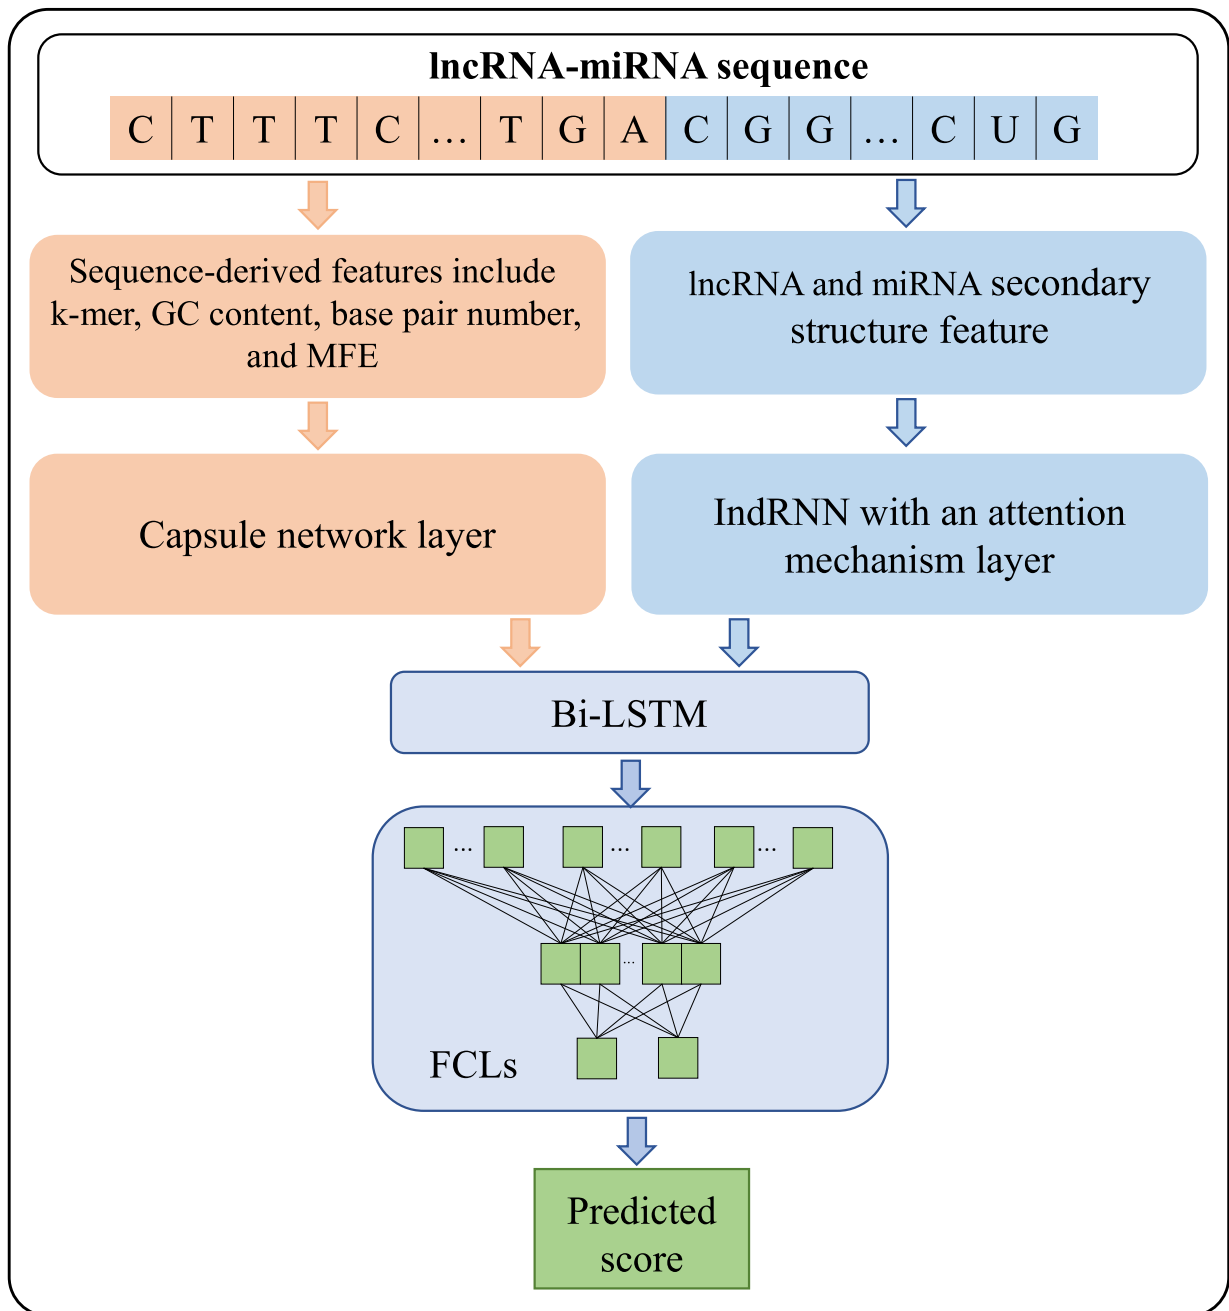 lncRNA-miRNA sequence
C T T T C ... T G A C G G ... C U G
Sequence-derived features include
k-mer, GC content, base pair number,
and MFE
lncRNA and miRNA secondary
structure feature
Capsule network layer
IndRNN with an attention
mechanism layer
Bi-LSTM
... ... ...
...
FCLs
Predicted
score